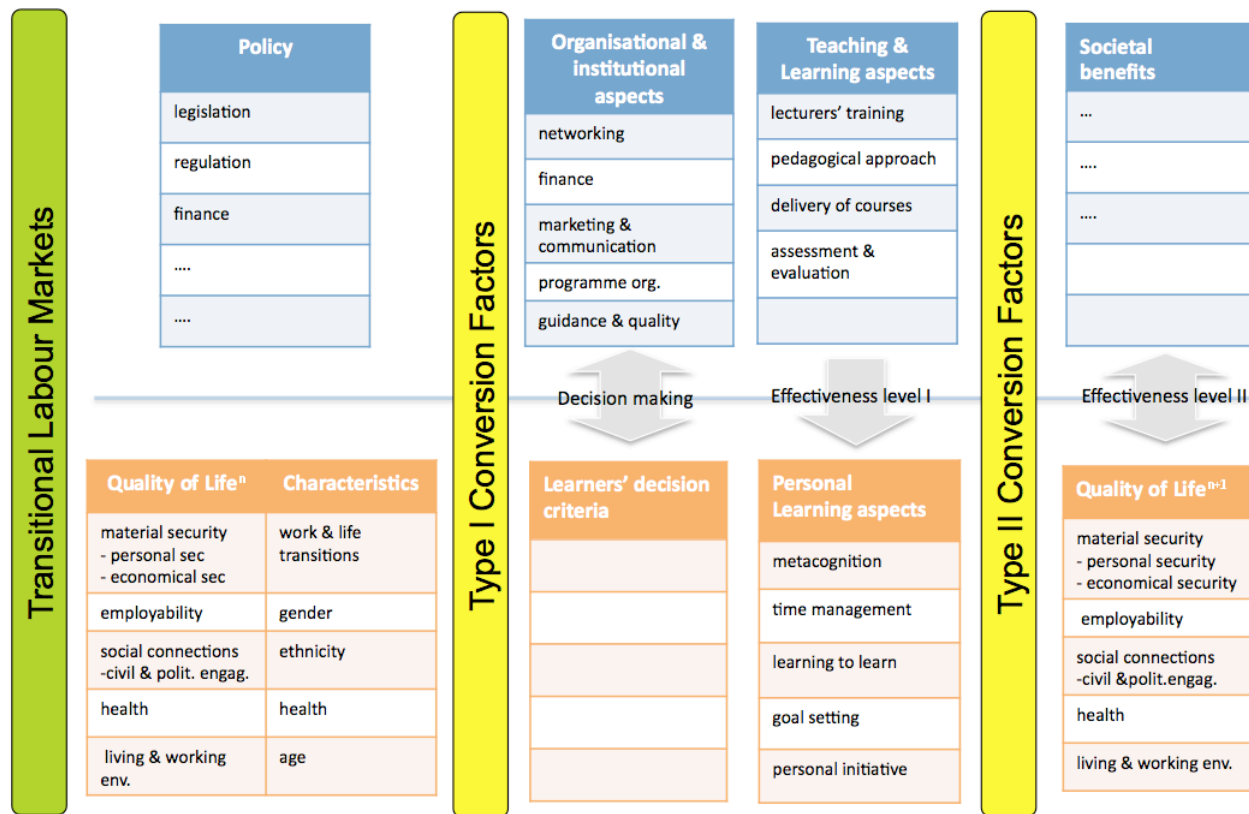 Transitional Labour Markets
Policy
legislation
regulation
finance
....
....
Type I Conversion Factors
Organisational &
institutional
aspects
networking
finance
marketing &
communication
programme org.
guidance & quality
Teaching &
Learning aspects
lecturers' training
pedagogical approach
delivery of courses
assessment &
evaluation
Type II Conversion Factors
Societal
benefits
...
....
....
Decision making
Effectiveness level I
Effectiveness level II
Quality of Lifeⁿ
Characteristics
material security
- personal sec
- economical sec
work & life
transitions
employability
gender
social connections
-civil & polit. engag.
ethnicity
health
health
living & working
env.
age
Learners' decision
criteria
Personal
Learning aspects
metacognition
time management
learning to learn
goal setting
personal initiative
Quality of Lifeⁿ⁺¹
material security
- personal security
- economical security
employability
social connections
-civil &polit.engag.
health
living & working env.